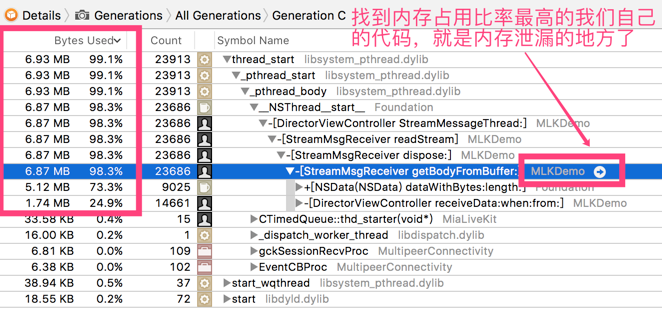 Details Generations All Generations Generation C
找到内存占用比率最高的我们自己
的代码，就是内存泄漏的地方了
Bytes Used Count Symbol Name
6.93 MB 99.1% 23913 thread_start libsystem_pthread.dylib
6.93 MB 99.1% 23913 _pthread_start libsystem_pthread.dylib
6.93 MB 99.1% 23913 _pthread_body libsystem_pthread.dylib
6.87 MB 98.3% 23686 __NSThread__start__ Foundation
6.87 MB 98.3% 23686 -[DirectorViewController StreamMessageThread:] MLKDemo
6.87 MB 98.3% 23686 -[StreamMsgReceiver readStream] MLKDemo
6.87 MB 98.3% 23686 -[StreamMsgReceiver dispose:] MLKDemo
6.87 MB 98.3% 23686 -[StreamMsgReceiver getBodyFromBuffer: MLKDemo
5.12 MB 73.3% 9025 +[NSData(NSData) dataWithBytes:length:] Foundation
1.74 MB 24.9% 14661 -[DirectorViewController receiveData:when:from:] MLKDemo
33.58 KB 0.4% 15 CTimedQueue::thd_starter(void*) MiaLiveKit
16.00 KB 0.2% 1 _dispatch_worker_thread libdispatch.dylib
6.81 KB 0.0% 109 gckSessionRecvProc MultipeerConnectivity
6.38 KB 0.0% 102 EventCBProc MultipeerConnectivity
38.94 KB 0.5% 37 start_wqthread libsystem_pthread.dylib
18.55 KB 0.2% 72 start libdyld.dylib